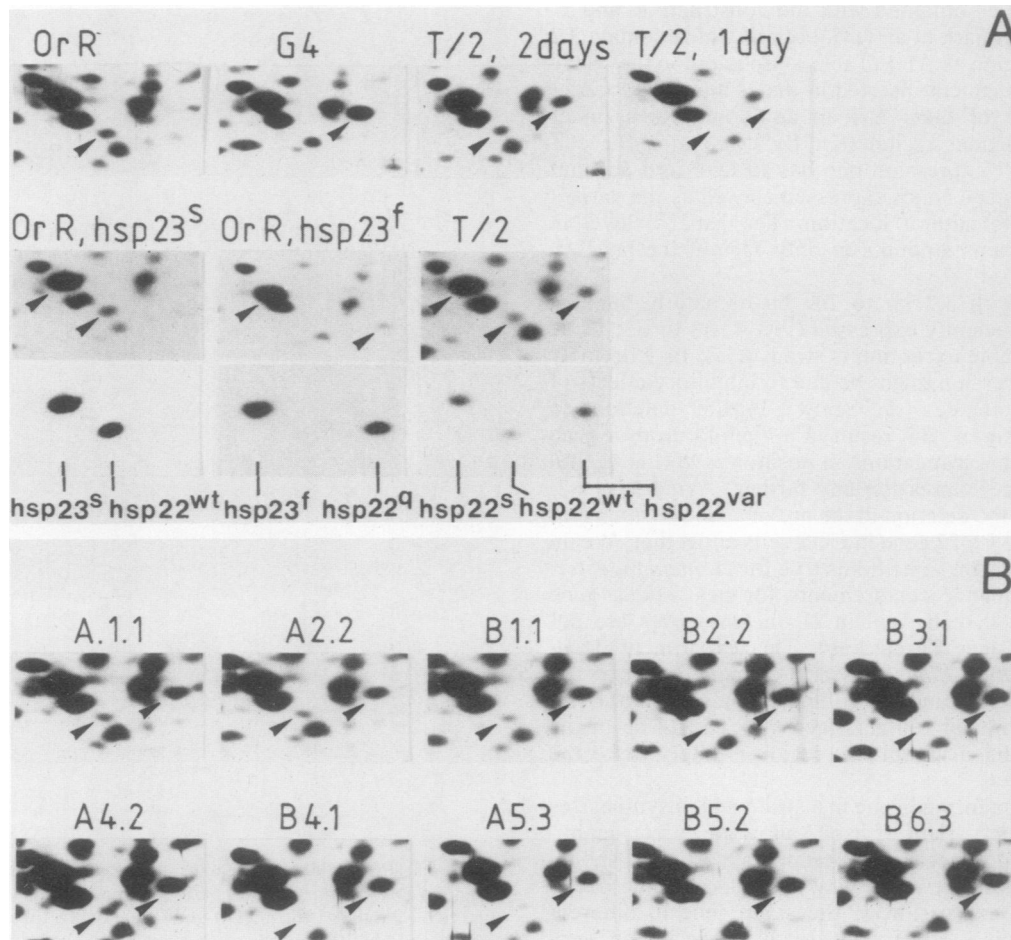 A
Or R G4 T/2, 2days T/2, 1day
Or R, hsp23s Or R, hsp23f T/2
hsp23s hsp22wt hsp23f hsp22q hsp22s hsp22wt hsp22var
B
A.1.1 A2.2 B1.1 B2.2 B3.1
A4.2 B4.1 A5.3 B5.2 B6.3